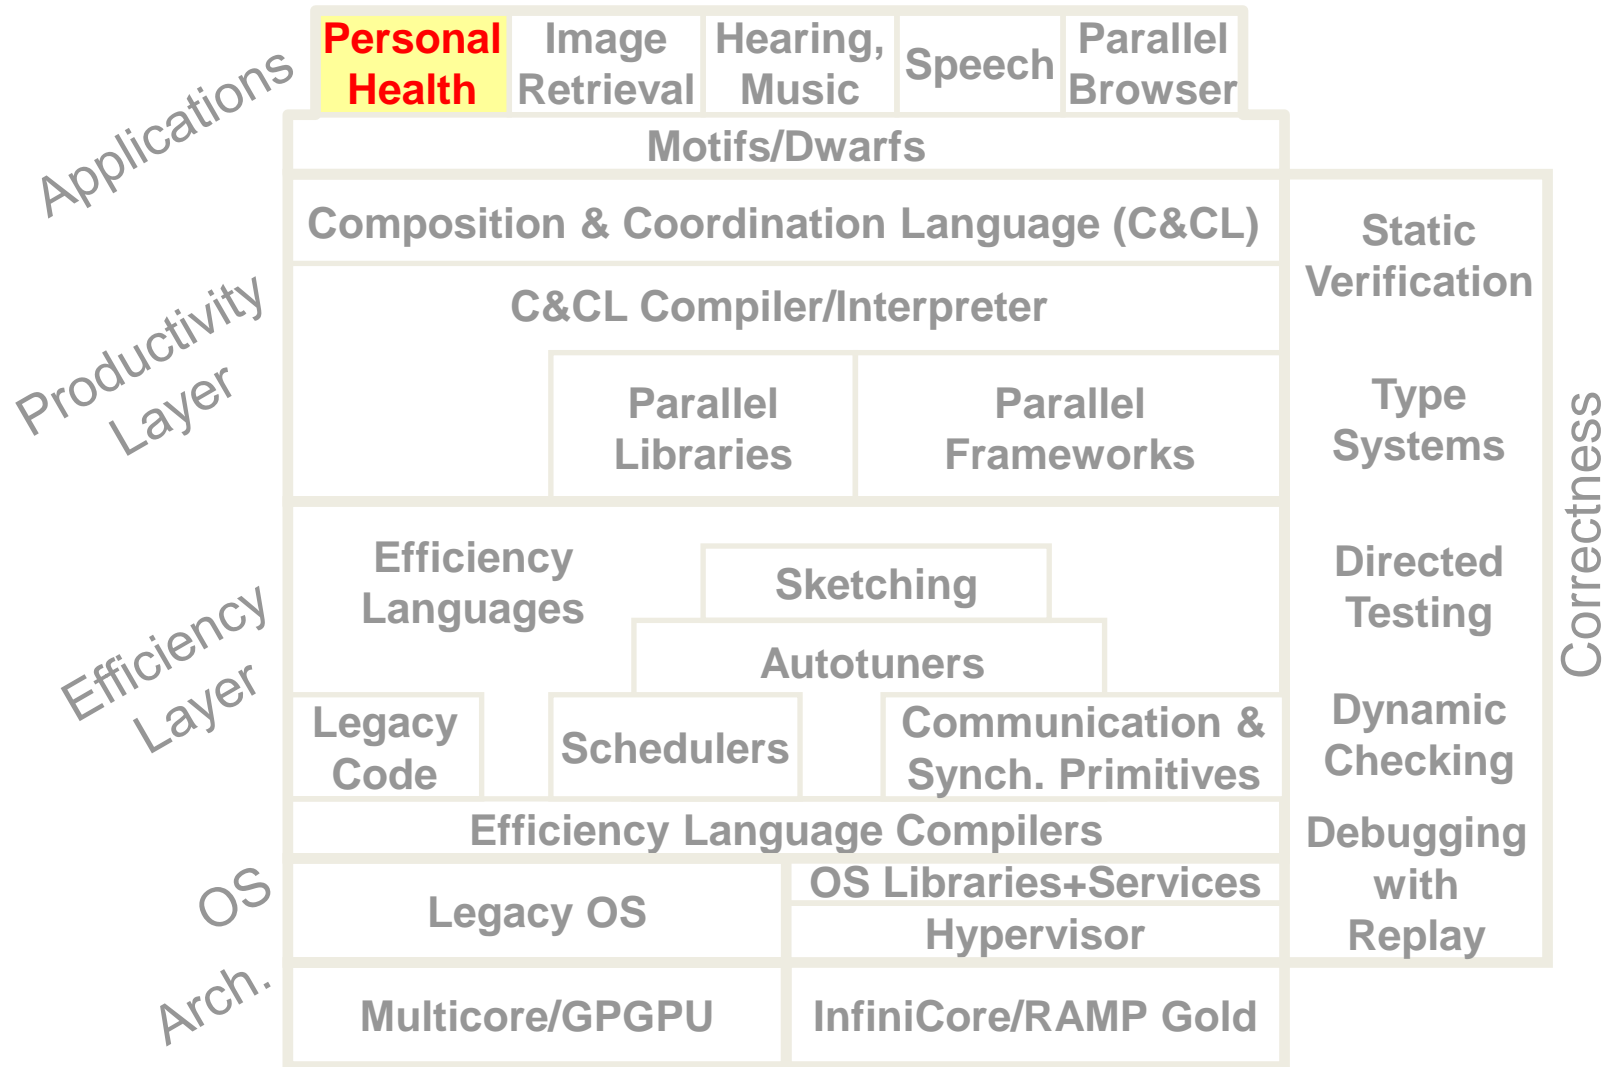 Applications
Personal
Health
Image
Retrieval
Hearing,
Music
Speech
Parallel
Browser
Motifs/Dwarfs
Productivity
Layer
Composition & Coordination Language (C&CL)
C&CL Compiler/Interpreter
Parallel
Libraries
Parallel
Frameworks
Efficiency
Layer
Efficiency
Languages
Sketching
Autotuners
Legacy
Code
Schedulers
Communication &
Synch. Primitives
Efficiency Language Compilers
OS
Legacy OS
OS Libraries+Services
Hypervisor
Arch.
Multicore/GPGPU
InfiniCore/RAMP Gold
Static
Verification
Type
Systems
Directed
Testing
Dynamic
Checking
Debugging
with
Replay
Correctness